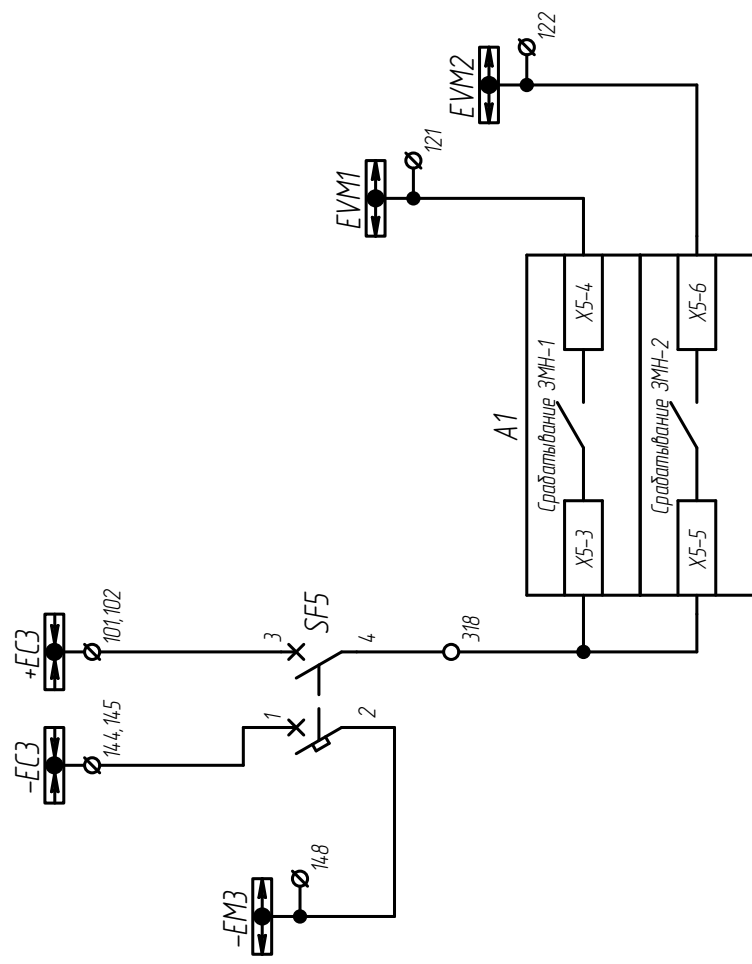 +EC3
101,102
-EC3
144,145
3
SF5
4
1
2
318
-EM3
148
EVM1
121
EVM2
122
A1
X5-3
Срабатывание ЗМН-1
X5-4
X5-5
Срабатывание ЗМН-2
X5-6